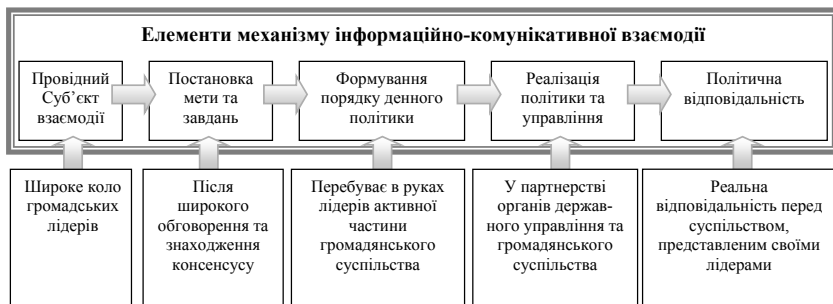 Елементи механізму інформаційно-комунікативної взаємодії
Провідний
Суб’єкт
взаємодії
Постановка
мети та
завдань
Формування
порядку денного
політики
Реалізація
політики та
управління
Політична
відповідальність
Широке коло
громадських
лідерів
Після
широкого
обговорення та
знаходження
консенсусу
Перебуває в руках
лідерів активної
частини
громадянського
суспільства
У партнерстві
органів держав-
ного управління та
громадянського
суспільства
Реальна
відповідальність перед
суспільством,
представленим своїми
лідерами